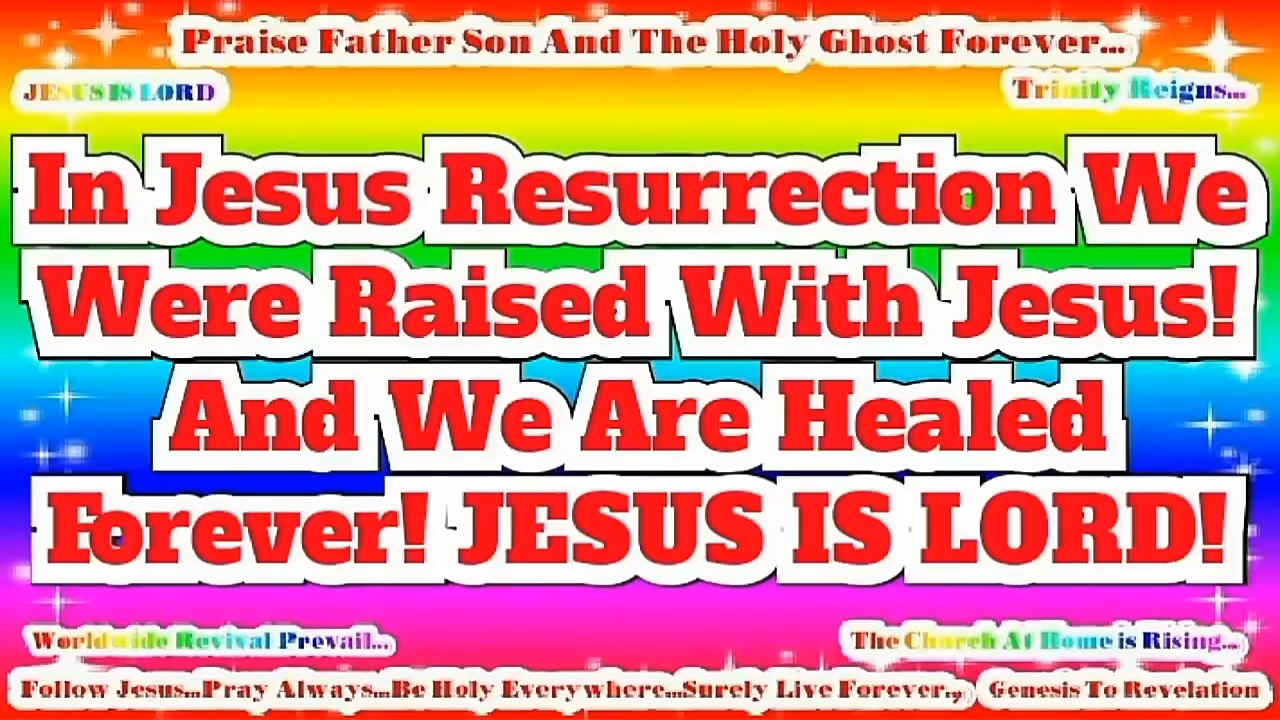 Praise Father Son And The Holy Ghost Forever...
JESUS IS LORD
Trinity Reigns...
In Jesus Resurrection We
Were Raised With Jesus!
And We Are Healed
Forever! JESUS IS LORD!
Worldwide Revival Prevail...
The Church At Home is Rising...
Follow Jesus...Pray Always...Be Holy Everywhere...Surely Live Forever..,
Genesis To Revelation